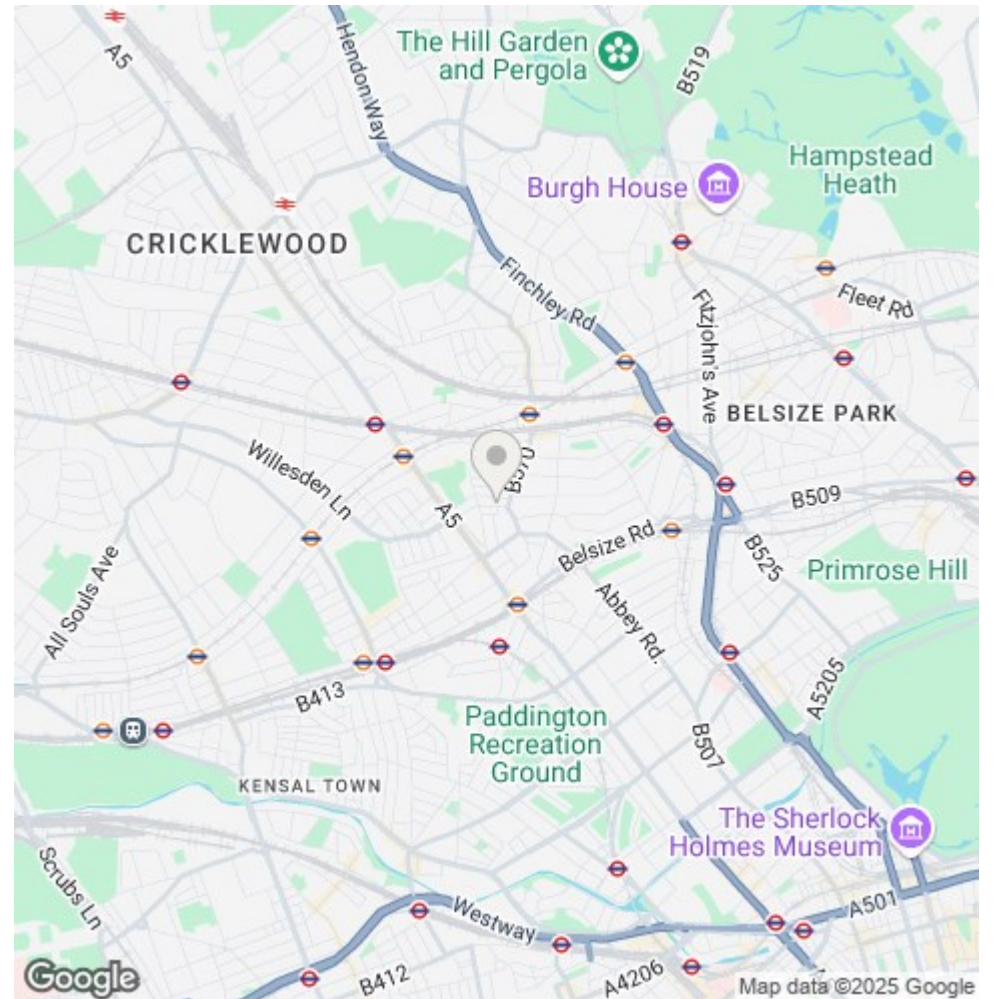 A5
Hendon Way
The Hill Garden
and Pergola
B519
Hampstead
Heath
Burgh House
CRICKLEWOOD
Finchley Rd
Fitzjohn's Ave
Fleet Rd
BELSIZE PARK
Willesden Ln
B510
A5
B509
Belsize Rd
B525
Primrose Hill
All Souls Ave
Abbey Rd.
A5205
B413
Paddington
Recreation
Ground
B507
KENSAL TOWN
The Sherlock
Holmes Museum
Scrubs Ln
Westway
A501
B412
A4206
Google
Map data ©2025 Google